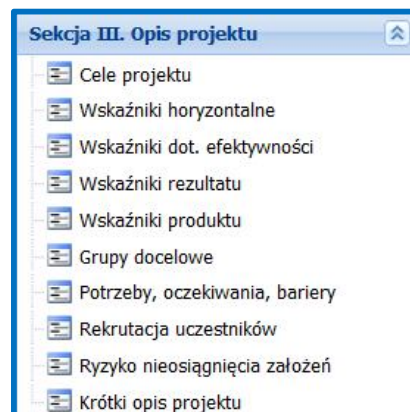 Sekcja III. Opis projektu
Cele projektu
Wskaźniki horyzontalne
Wskaźniki dot. efektywności
Wskaźniki rezultatu
Wskaźniki produktu
Grupy docelowe
Potrzeby, oczekiwania, bariery
Rekrutacja uczestników
Ryzyko nieosiągnięcia założeń
Krótki opis projektu